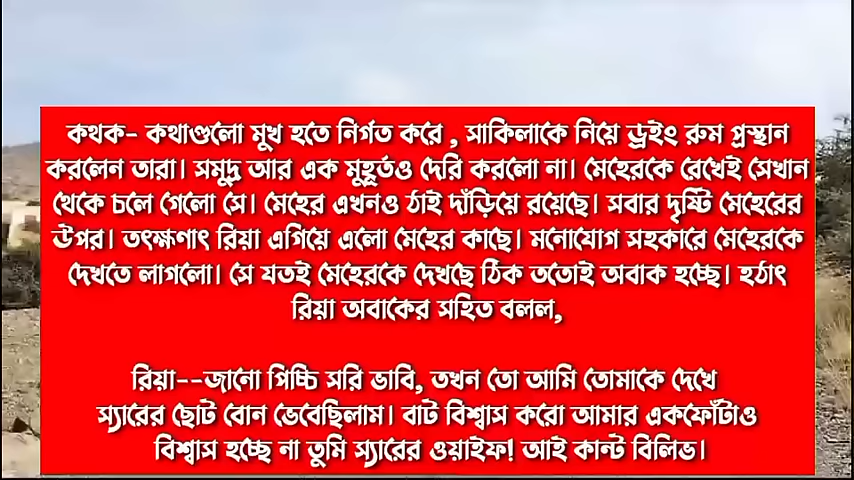 কথক- কথাগুলো মুখ হতে নির্গত করে , সাকিলাকে নিয়ে ড্রইং রুম প্রস্থান
করলেন তারা। সমুদ্র আর এক মুহূর্তও দেরি করলো না। মেহেরকে রেখেই সেখান
থেকে চলে গেলো সে। মেহের এখনও ঠাই দাঁড়িয়ে রয়েছে। সবার দৃষ্টি মেহেরের
উপর। তৎক্ষণাৎ রিয়া এগিয়ে এলো মেহের কাছে। মনোযোগ সহকারে মেহেরকে
দেখতে লাগলো। সে যতই মেহেরকে দেখছে ঠিক ততোই অবাক হচ্ছে। হঠাৎ
রিয়া অবাকের সহিত বলল,
রিয়া--জানো পিচ্চি সরি ভাবি, তখন তো আমি তোমাকে দেখে
স্যারের ছোট বোন ভেবেছিলাম। বাট বিশ্বাস করো আমার একফোঁটাও
বিশ্বাস হচ্ছে না তুমি স্যারের ওয়াইফ! আই কান্ট বিলিভ।